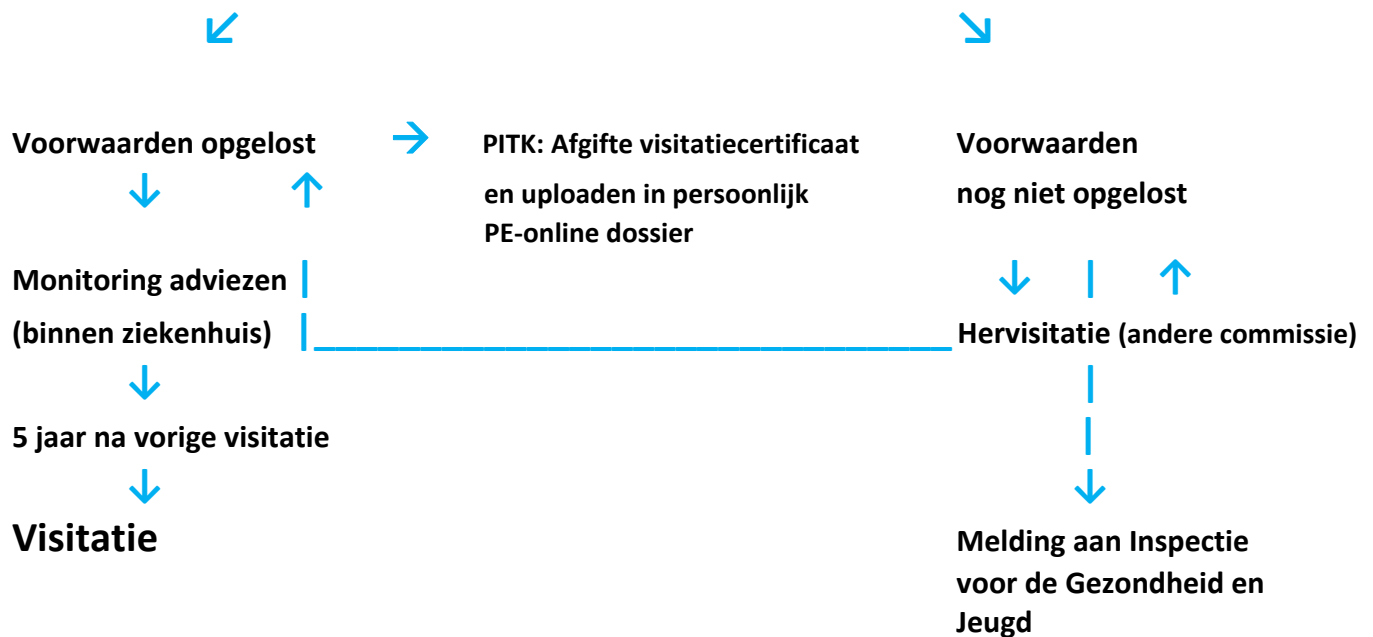 Voorwaarden opgelost → PITK: Afgifte visitatiecertificaat
en uploaden in persoonlijk
PE-online dossier
Voorwaarden
nog niet opgelost
Monitoring adviezen
(binnen ziekenhuis)
Hervisitatie (andere commissie)
5 jaar na vorige visitatie
Visitatie
Melding aan Inspectie
voor de Gezondheid en
Jeugd